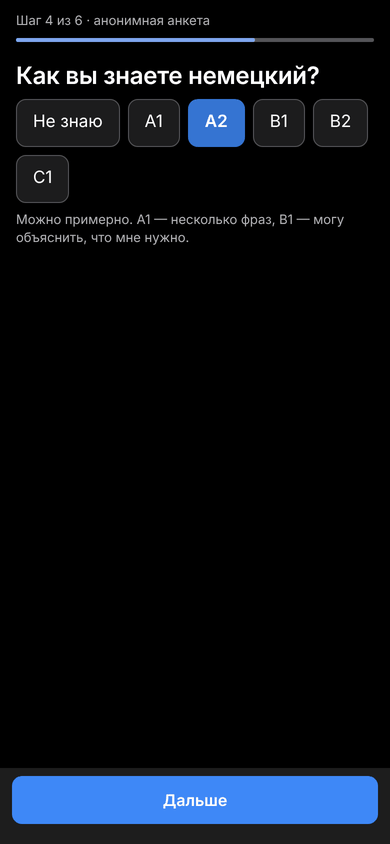 Шаг 4 из 6 · анонимная анкета
Как вы знаете немецкий?
Не знаю A1 A2 B1 B2
C1
Можно примерно. A1 — несколько фраз, B1 — могу
объяснить, что мне нужно.
Дальше